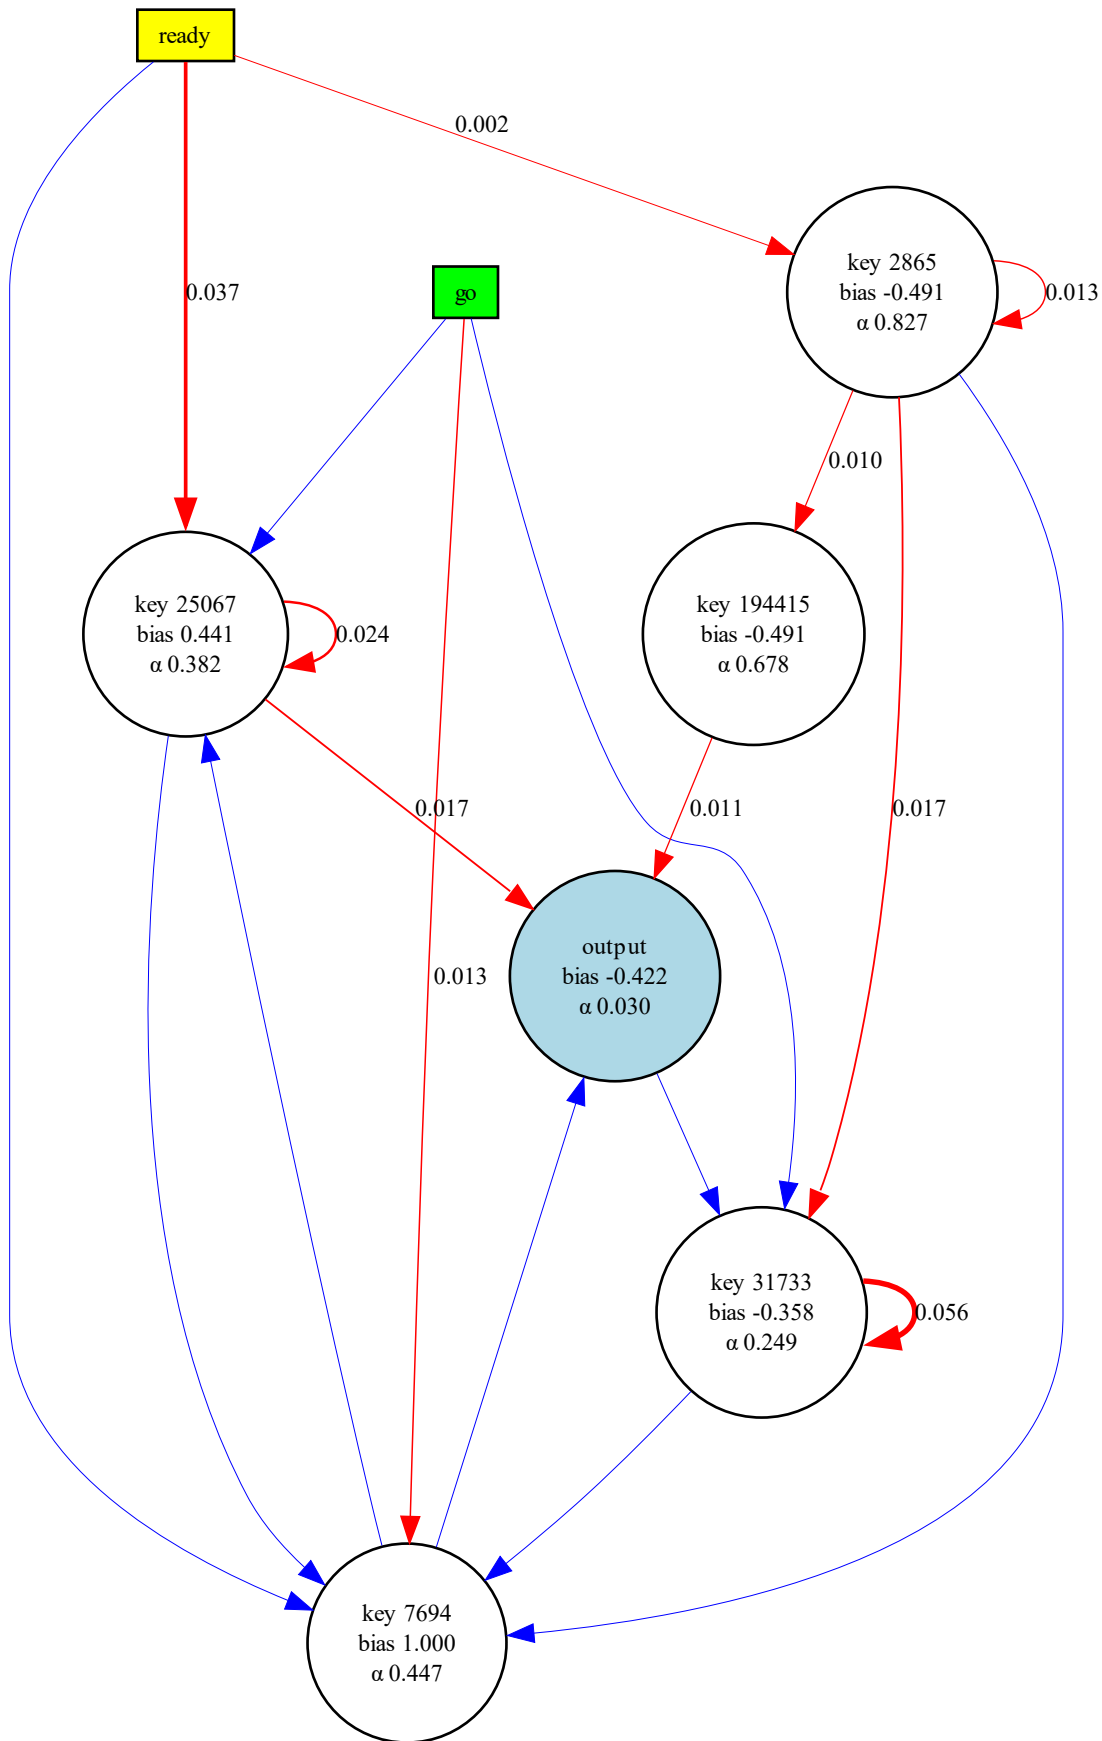 ready
0.002
key 2865
bias -0.491
α 0.827
0.013
0.037
go
0.010
key 25067
bias 0.441
α 0.382
0.024
key 194415
bias -0.491
α 0.678
0.017
0.011
0.017
output
bias -0.422
α 0.030
0.013
key 31733
bias -0.358
α 0.249
0.056
key 7694
bias 1.000
α 0.447